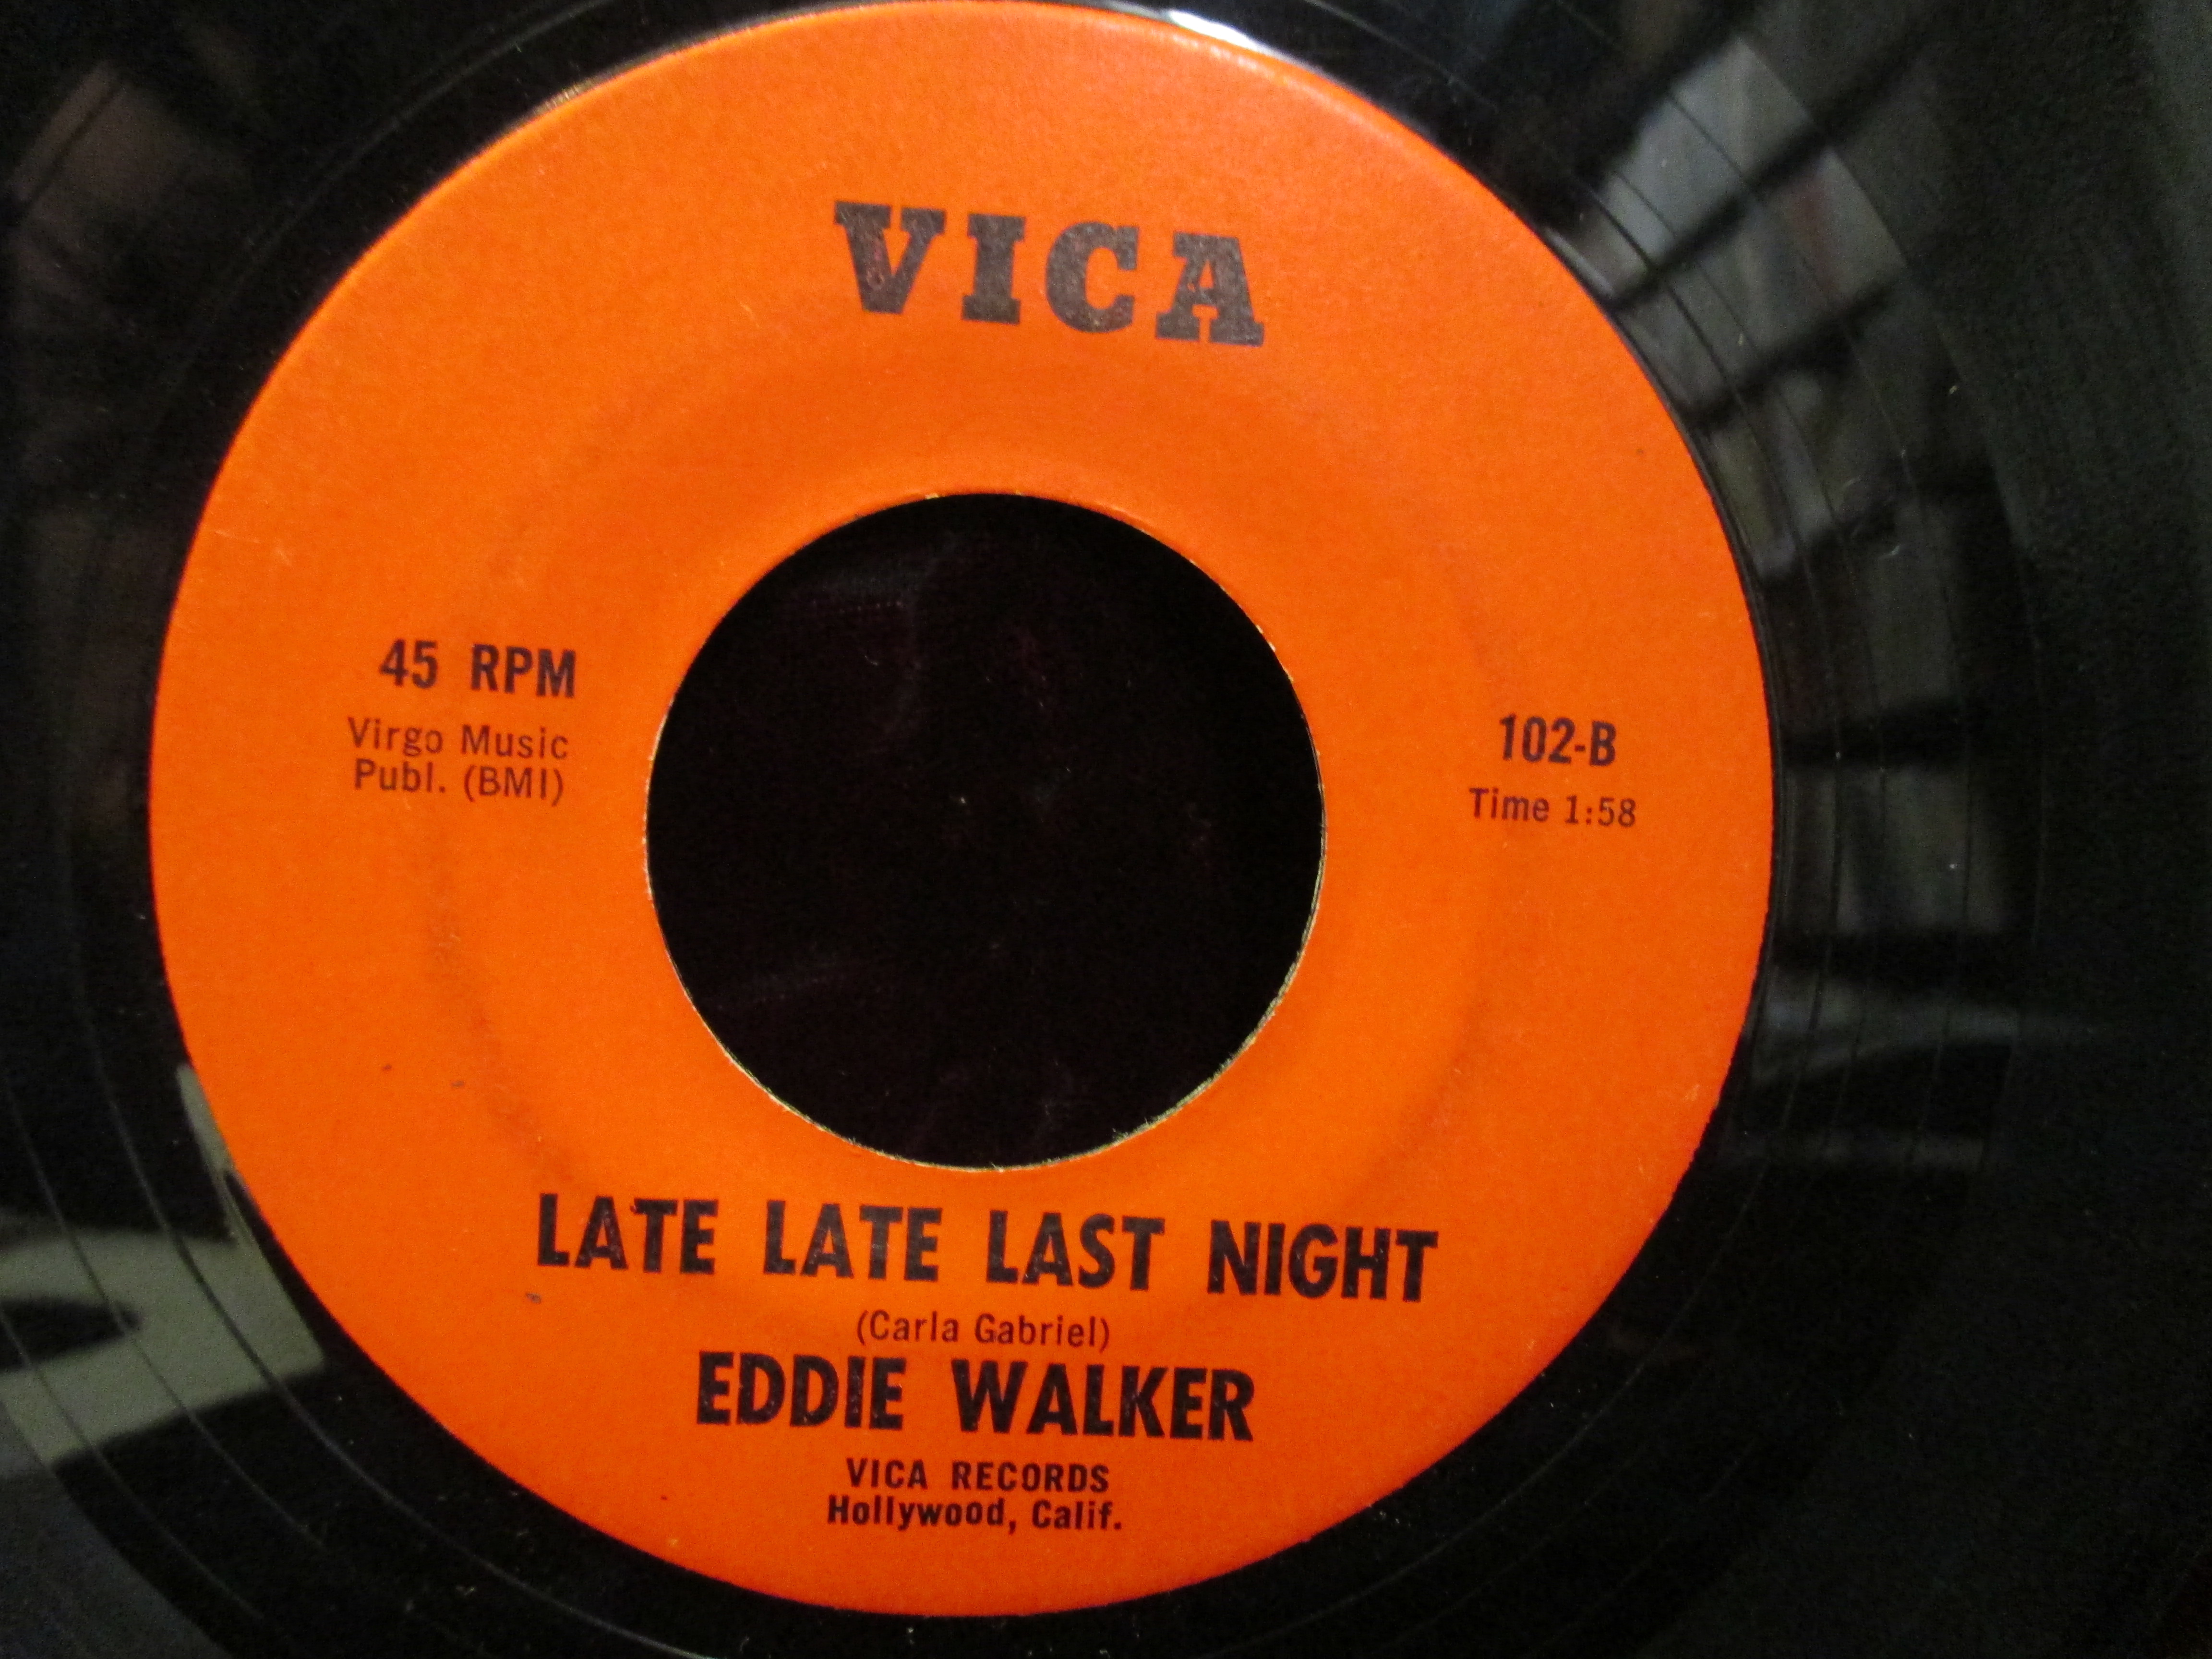 VICA
45 RPM
Virgo Music
Publ. (BMI)
102-B
Time 1:58
LATE LATE LAST NIGHT
(Carla Gabriel)
EDDIE WALKER
VICA RECORDS
Hollywood, Calif.